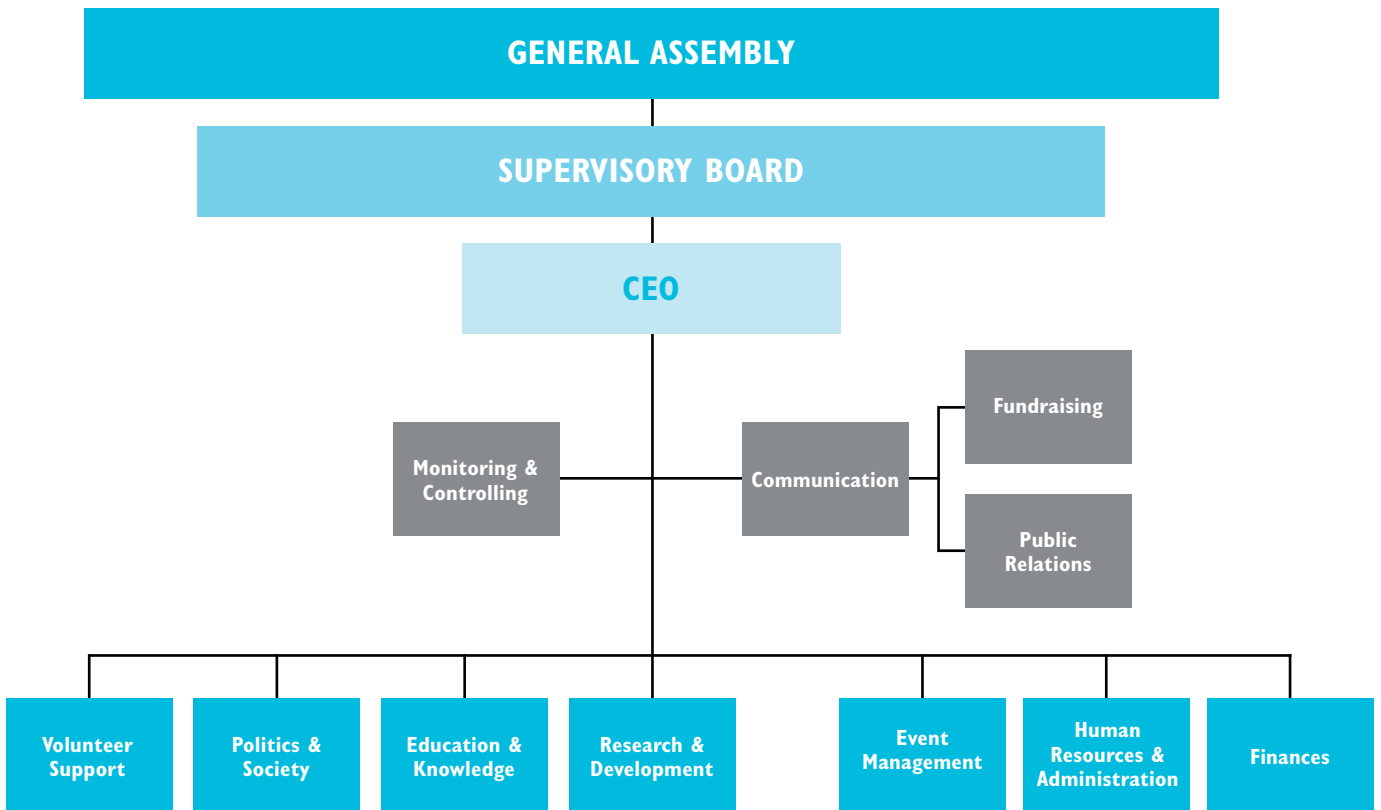 GENERAL ASSEMBLY
SUPERVISORY BOARD
CEO
Fundraising
Monitoring &
Controlling
Communication
Public
Relations
Volunteer
Support
Politics &
Society
Education &
Knowledge
Research &
Development
Event
Management
Human
Resources &
Administration
Finances